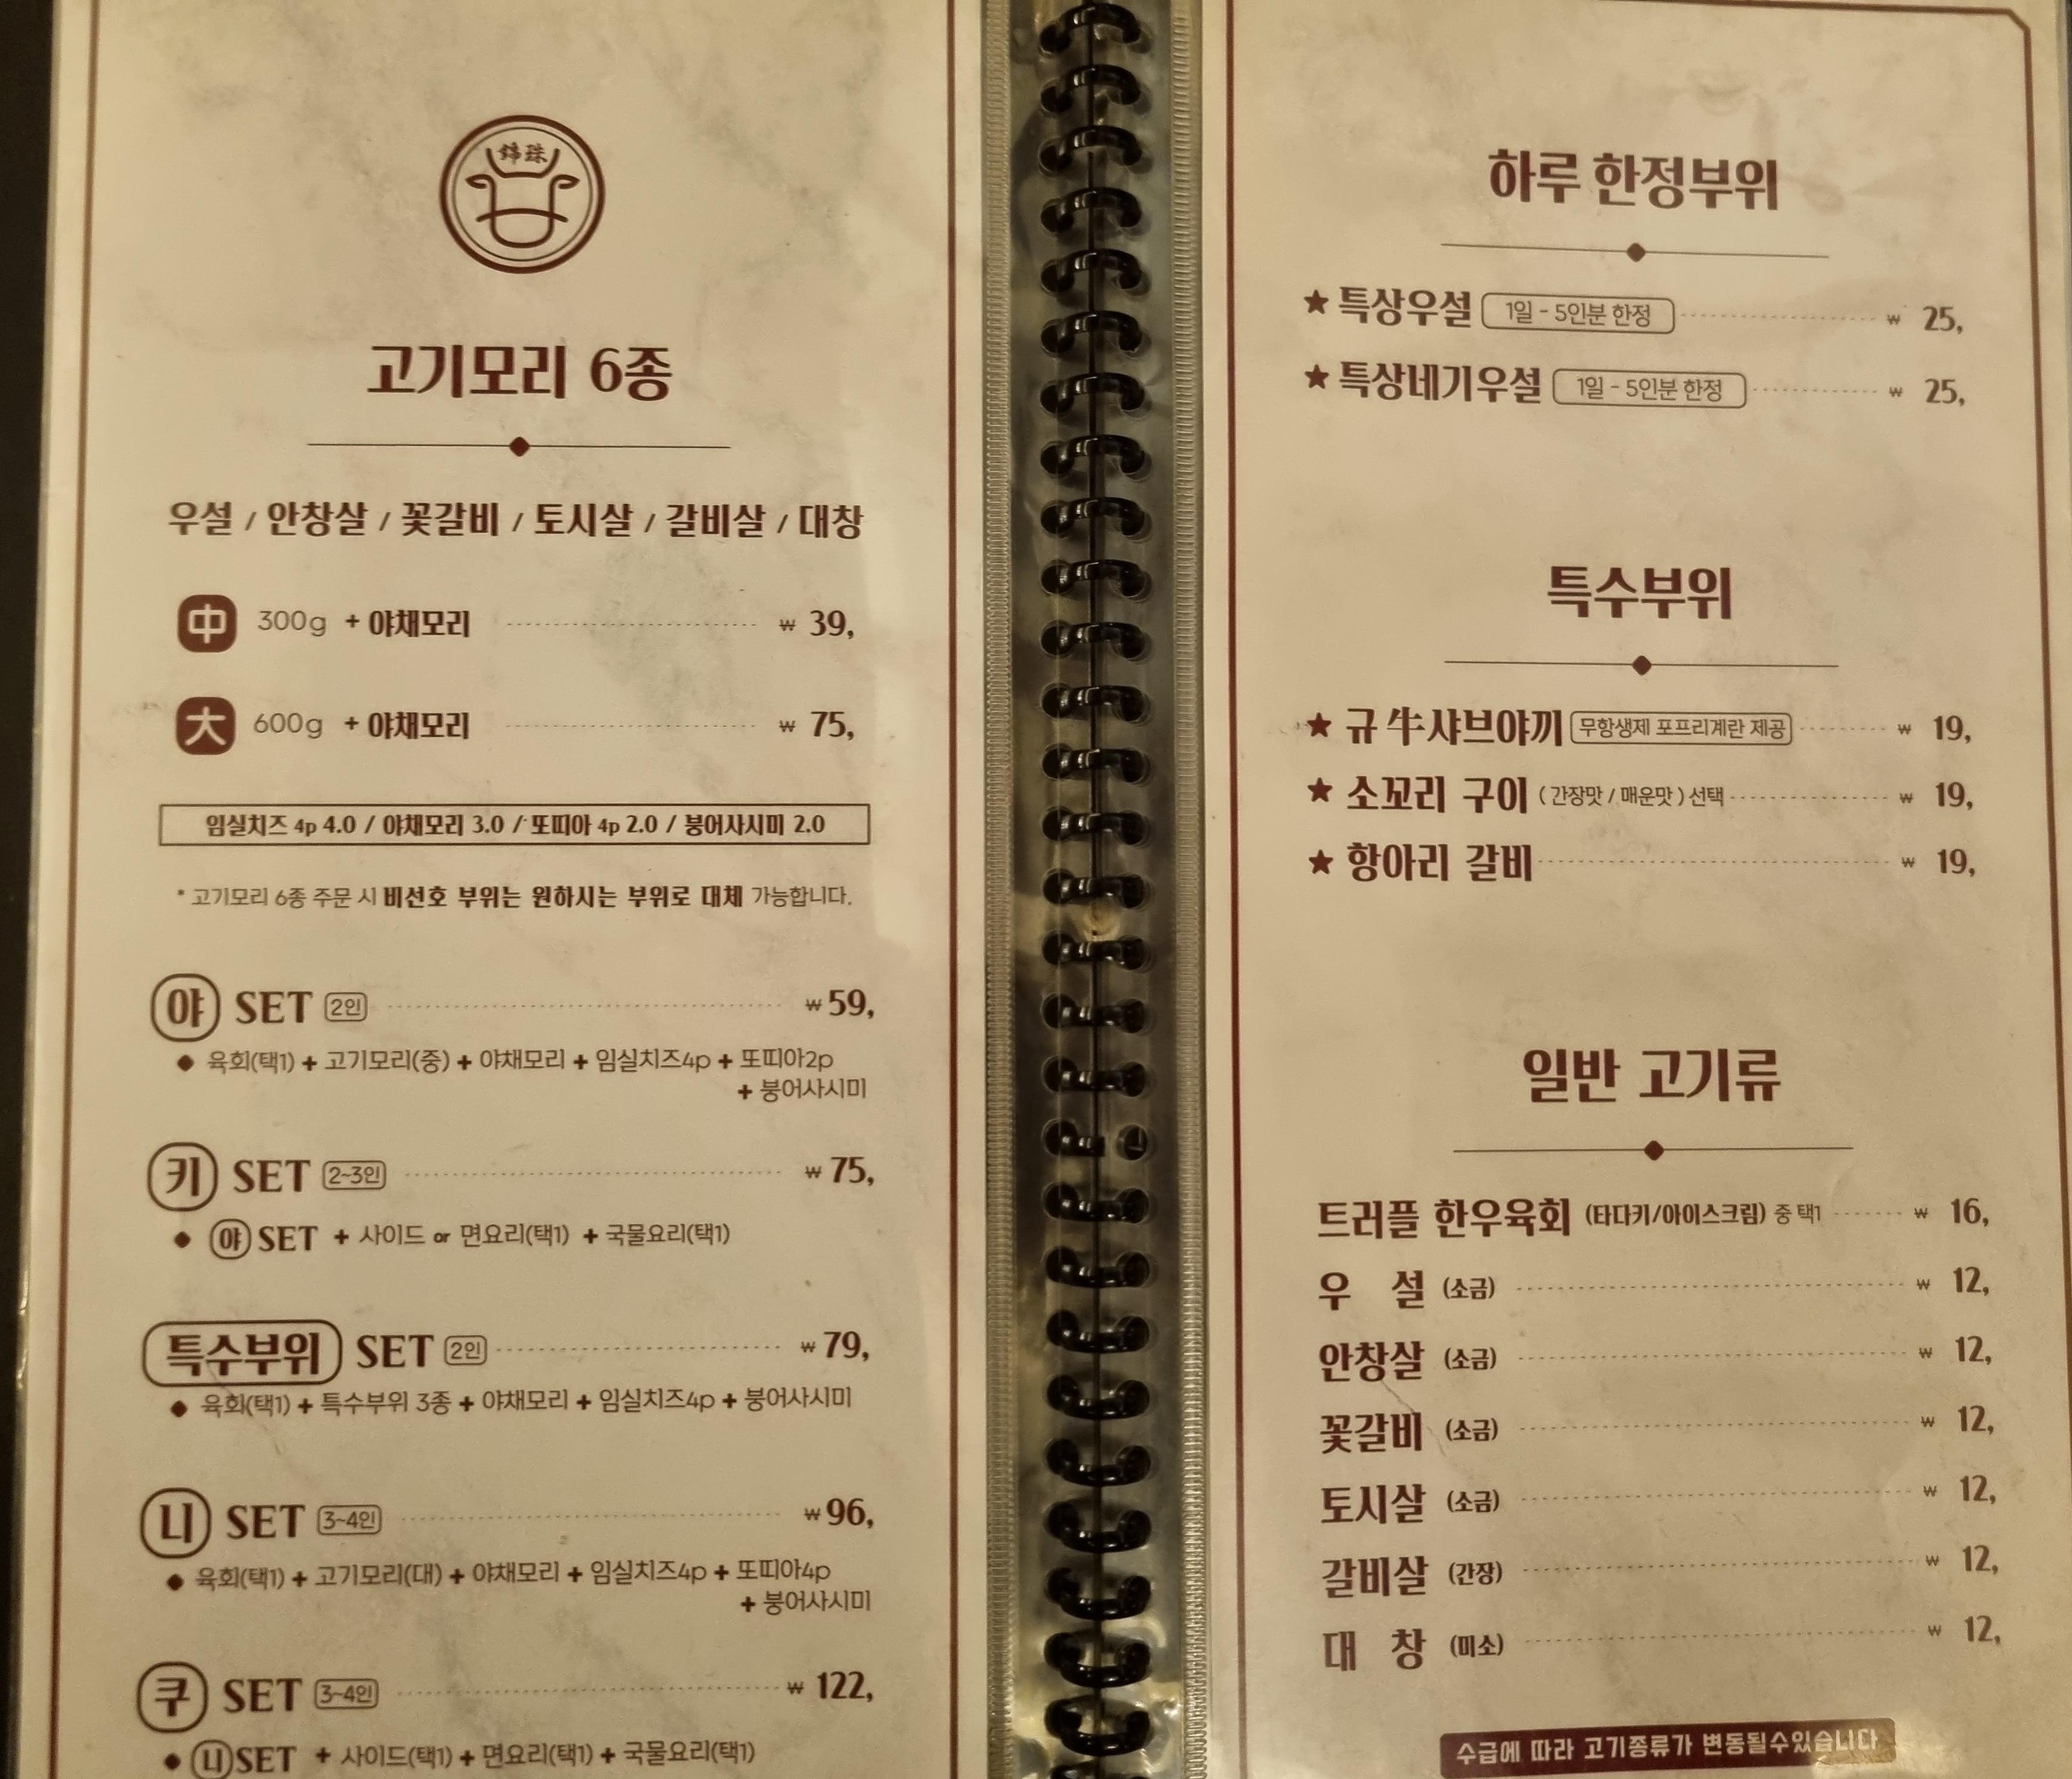 錦珠
고기모리 6종
우설 / 안창살 / 꽃갈비 / 토시살 / 갈비살 / 대창
中 300g + 야채모리 ₩ 39,
大 600g + 야채모리 ₩ 75,
임실치즈 4p 4.0 / 야채모리 3.0 / 또띠아 4p 2.0 / 붕어사시미 2.0
* 고기모리 6종 주문 시 비선호 부위는 원하시는 부위로 대체 가능합니다.
야 SET 2인 ₩ 59,
◆ 육회(택1) + 고기모리(중) + 야채모리 + 임실치즈4p + 또띠아2p
+ 붕어사시미
키 SET 2~3인 ₩ 75,
◆ 야 SET + 사이드 or 면요리(택1) + 국물요리(택1)
특수부위 SET 2인 ₩ 79,
◆ 육회(택1) + 특수부위 3종 + 야채모리 + 임실치즈4p + 붕어사시미
니 SET 3~4인 ₩ 96,
◆ 육회(택1) + 고기모리(대) + 야채모리 + 임실치즈4p + 또띠아4p
+ 붕어사시미
쿠 SET 3~4인 ₩ 122,
◆ 니 SET + 사이드(택1) + 면요리(택1) + 국물요리(택1)
하루 한정부위
★ 특상우설 1일 - 5인분 한정 ₩ 25,
★ 특상네기우설 1일 - 5인분 한정 ₩ 25,
특수부위
★ 규牛샤브야끼 무항생제 포프리계란 제공 ₩ 19,
★ 소꼬리 구이 ( 간장맛 / 매운맛 ) 선택 ₩ 19,
★ 항아리 갈비 ₩ 19,
일반 고기류
트러플 한우육회 (타다키/아이스크림) 중 택1 ₩ 16,
우 설 (소금) ₩ 12,
안창살 (소금) ₩ 12,
꽃갈비 (소금) ₩ 12,
토시살 (소금) ₩ 12,
갈비살 (간장) ₩ 12,
대 창 (미소) ₩ 12,
수급에 따라 고기종류가 변동될수있습니다